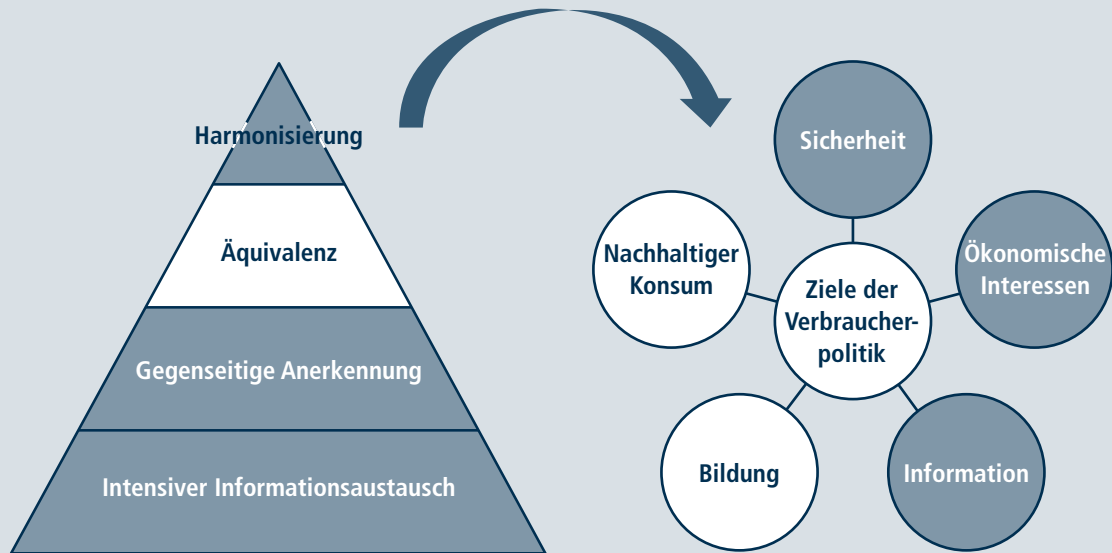 Harmonisierung
Äquivalenz
Gegenseitige Anerkennung
Intensiver Informationsaustausch
Sicherheit
Nachhaltiger
Konsum
Ökonomische
Interessen
Ziele der
Verbraucher-
politik
Bildung
Information